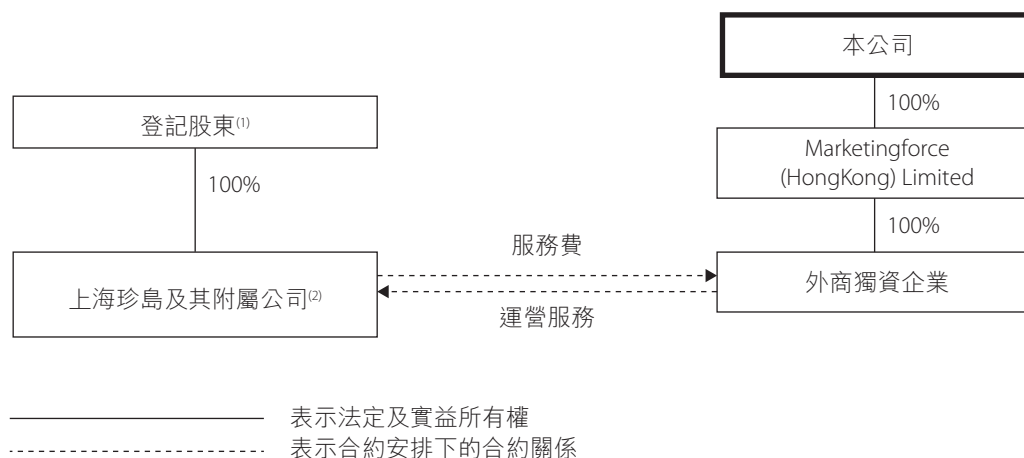 本公司
100%
登記股東(1)
Marketingforce
(HongKong) Limited
100%
100%
服務費
上海珍島及其附屬公司(2)
外商獨資企業
運營服務
表示法定及實益所有權
表示合約安排下的合約關係